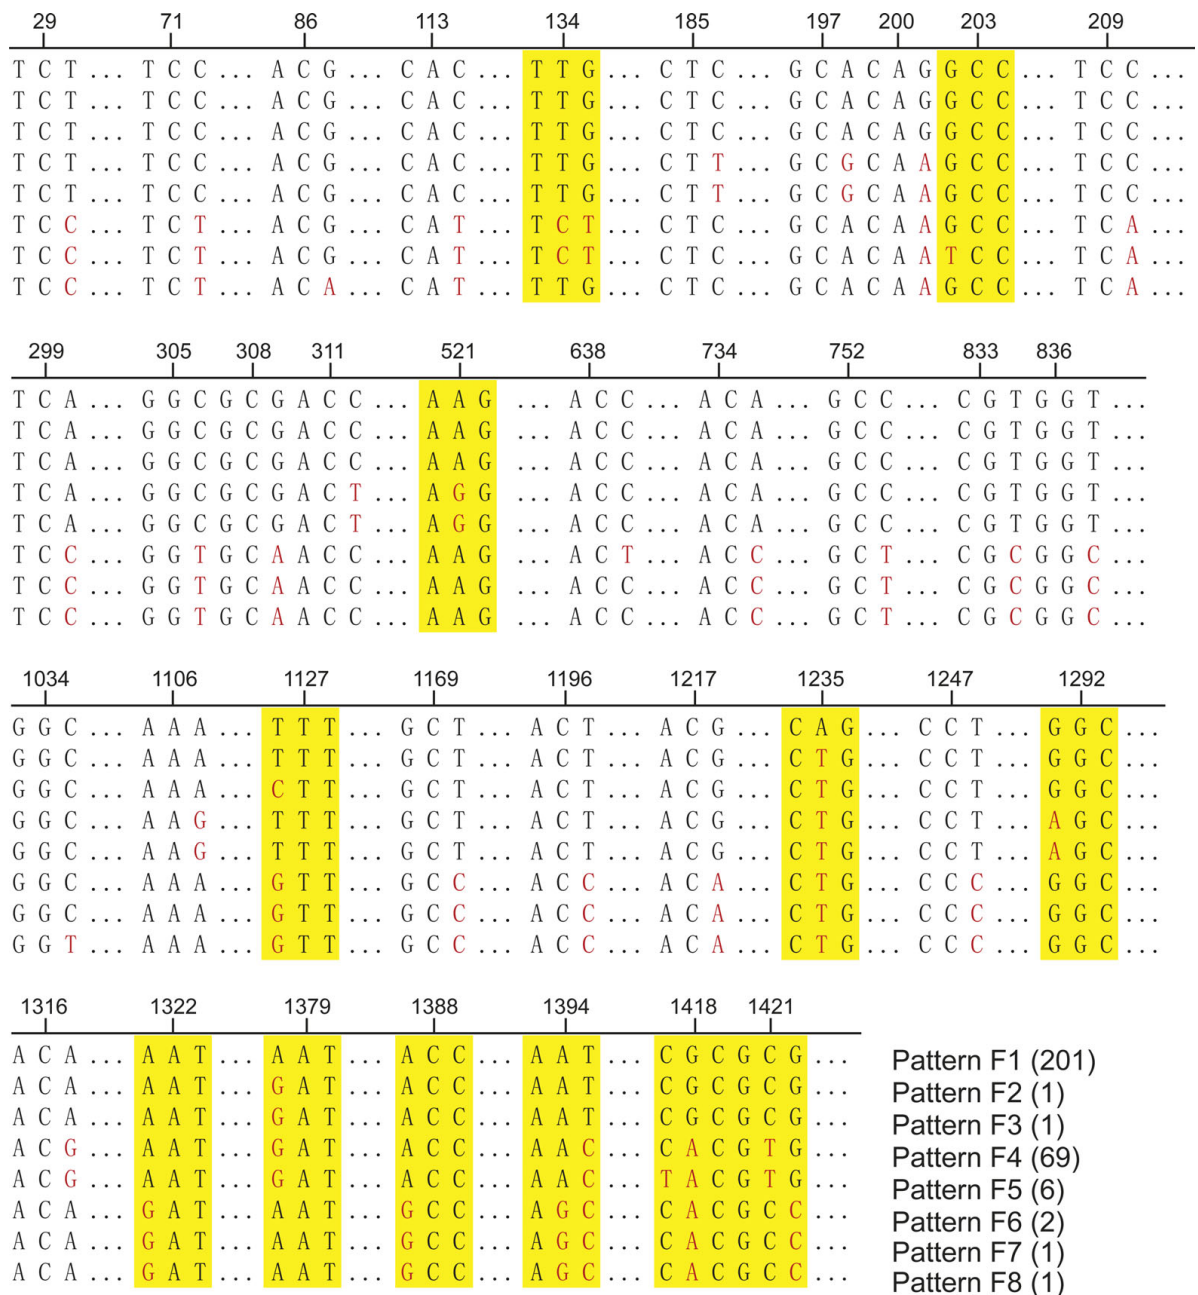 29 71 86 113 134 185 197 200 203 209
T C T ... T C C ... A C G ... C A C ... T T G ... C T C ... G C A C A G G C C ... T C C ...
T C T ... T C C ... A C G ... C A C ... T T G ... C T C ... G C A C A G G C C ... T C C ...
T C T ... T C C ... A C G ... C A C ... T T G ... C T C ... G C A C A G G C C ... T C C ...
T C T ... T C C ... A C G ... C A C ... T T G ... C T T ... G C G C A A G C C ... T C C ...
T C T ... T C C ... A C G ... C A C ... T T G ... C T T ... G C G C A A G C C ... T C C ...
T C C ... T C T ... A C G ... C A T ... T C T ... C T C ... G C A C A A G C C ... T C A ...
T C C ... T C T ... A C G ... C A T ... T C T ... C T C ... G C A C A A T C C ... T C A ...
T C C ... T C T ... A C A ... C A T ... T T G ... C T C ... G C A C A A G C C ... T C A ...
299 305 308 311 521 638 734 752 833 836
T C A ... G G C G C G A C C ... A A G ... A C C ... A C A ... G C C ... C G T G G T ...
T C A ... G G C G C G A C C ... A A G ... A C C ... A C A ... G C C ... C G T G G T ...
T C A ... G G C G C G A C C ... A A G ... A C C ... A C A ... G C C ... C G T G G T ...
T C A ... G G C G C G A C T ... A G G ... A C C ... A C A ... G C C ... C G T G G T ...
T C A ... G G C G C G A C T ... A G G ... A C C ... A C A ... G C C ... C G T G G T ...
T C C ... G G T G C A A C C ... A A G ... A C T ... A C C ... G C T ... C G C G G C ...
T C C ... G G T G C A A C C ... A A G ... A C C ... A C C ... G C T ... C G C G G C ...
T C C ... G G T G C A A C C ... A A G ... A C C ... A C C ... G C T ... C G C G G C ...
1034 1106 1127 1169 1196 1217 1235 1247 1292
G G C ... A A A ... T T T ... G C T ... A C T ... A C G ... C A G ... C C T ... G G C ...
G G C ... A A A ... T T T ... G C T ... A C T ... A C G ... C T G ... C C T ... G G C ...
G G C ... A A A ... C T T ... G C T ... A C T ... A C G ... C T G ... C C T ... G G C ...
G G C ... A A G ... T T T ... G C T ... A C T ... A C G ... C T G ... C C T ... A G C ...
G G C ... A A G ... T T T ... G C T ... A C T ... A C G ... C T G ... C C T ... A G C ...
G G C ... A A A ... G T T ... G C C ... A C C ... A C A ... C T G ... C C C ... G G C ...
G G C ... A A A ... G T T ... G C C ... A C C ... A C A ... C T G ... C C C ... G G C ...
G G T ... A A A ... G T T ... G C C ... A C C ... A C A ... C T G ... C C C ... G G C ...
1316 1322 1379 1388 1394 1418 1421
A C A ... A A T ... A A T ... A C C ... A A T ... C G C G C G ... Pattern F1 (201)
A C A ... A A T ... G A T ... A C C ... A A T ... C G C G C G ... Pattern F2 (1)
A C A ... A A T ... G A T ... A C C ... A A T ... C G C G C G ... Pattern F3 (1)
A C G ... A A T ... G A T ... A C C ... A A C ... C A C G T G ... Pattern F4 (69)
A C G ... A A T ... G A T ... A C C ... A A C ... T A C G T G ... Pattern F5 (6)
A C A ... G A T ... A A T ... G C C ... A G C ... C A C G C C ... Pattern F6 (2)
A C A ... G A T ... A A T ... G C C ... A G C ... C A C G C C ... Pattern F7 (1)
A C A ... G A T ... A A T ... G C C ... A G C ... C A C G C C ... Pattern F8 (1)